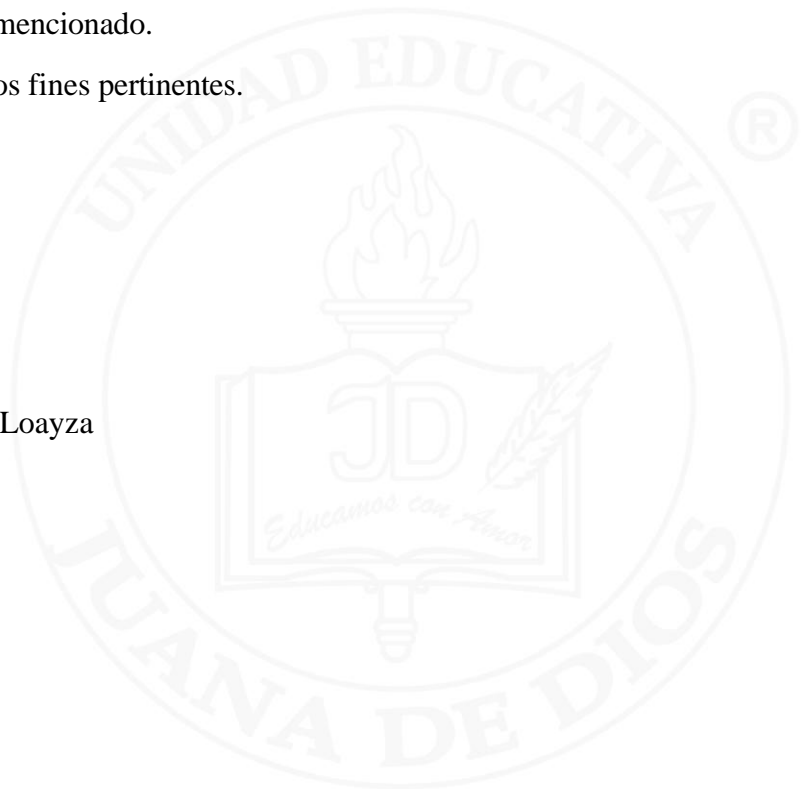 mencionado.
os fines pertinentes.
UNIDAD EDUCATIVA
®
Loayza
JD
Educamos con Amor
JUANA DE DIOS